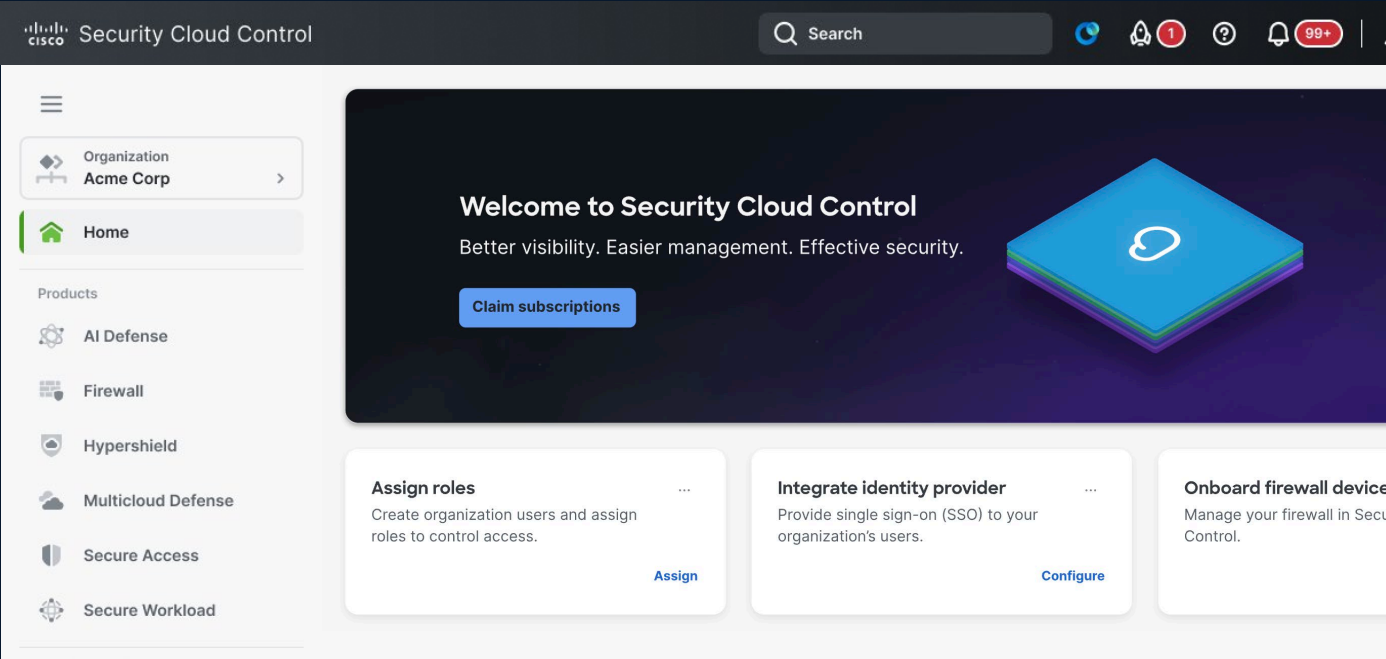 CISCO Security Cloud Control
Search
1
99+
Organization
Acme Corp
Home
Products
AI Defense
Firewall
Hypershield
Multicloud Defense
Secure Access
Secure Workload
Welcome to Security Cloud Control
Better visibility. Easier management. Effective security.
Claim subscriptions
Assign roles
...
Create organization users and assign
roles to control access.
Assign
Integrate identity provider
...
Provide single sign-on (SSO) to your
organization's users.
Configure
Onboard firewall device
Manage your firewall in Secu
Control.